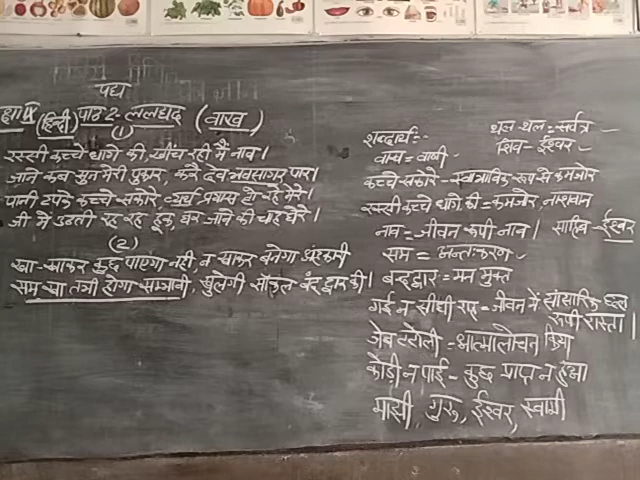 पद्य
कक्षा IX (हिन्दी) पाठ 2- ललद्यद (वाख)
(1)
रस्सी कच्चे धागे की, खींच रही मैं नाव।
जाने कब सुन मेरी पुकार, करें देव भवसागर पार।
पानी टपके कच्चे सकोरे, व्यर्थ प्रयास हो रहे मेरे।
जी में उठती रह रह हूक, घर जाने की चाह घेरे।
(2)
खा-खाकर कुछ पाएगा नहीं, न खाकर बनेगा अहंकारी
सम खा तभी होगा समभावी, खुलेगी साँकल बंद द्वार की।
शब्दार्थ:-
वाख = वाणी
थल-थल = सर्वत्र
शिव - ईश्वर
कच्चे सकोरे - स्वाभाविक रूप से कमजोर
रस्सी कच्चे धागे की = कमजोर, नाशवान
नाव = जीवन रूपी नाव। साहिब - ईश्वर
सम = अन्तःकरण
बन्द द्वार = मन मुक्त
गई न सीधी राह = जीवन में सांसारिक
रूपी रास्ता।
जेब टटोली = आत्मालोचन किया
कौड़ी न पाई - कुछ प्राप्त न हुआ
माझी, गुरु, ईश्वर, स्वामी